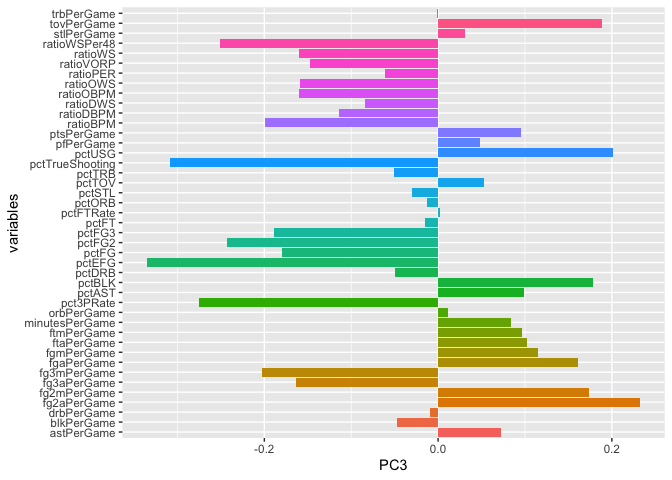 trbPerGame
tovPerGame
stlPerGame
ratioWSPer48
ratioWS
ratioVORP
ratioPER
ratioOWS
ratioOBPM
ratioDWS
ratioDBPM
ratioBPM
ptsPerGame
pfPerGame
pctUSG
pctTrueShooting
pctTRB
pctTOV
pctSTL
pctORB
pctFTRate
pctFT
pctFG3
pctFG2
pctFG
pctEFG
pctDRB
pctBLK
pctAST
pct3PRate
orbPerGame
minutesPerGame
ftmPerGame
ftaPerGame
fgmPerGame
fgaPerGame
fg3mPerGame
fg3aPerGame
fg2mPerGame
fg2aPerGame
drbPerGame
blkPerGame
astPerGame
variables
-0.2 0.0 0.2
PC3